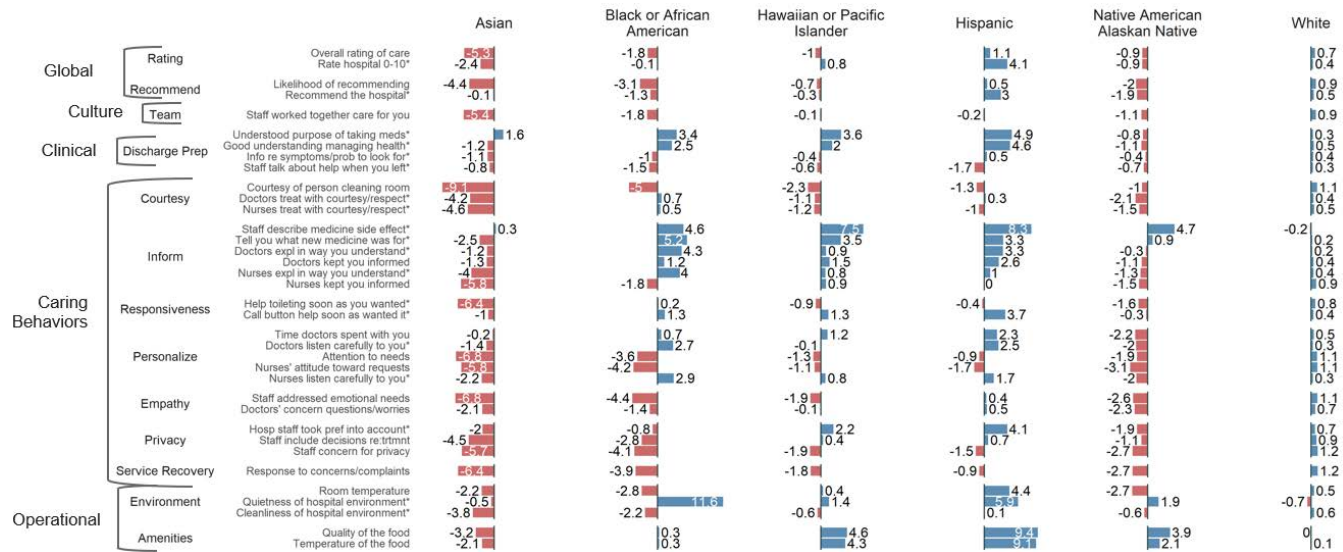 Asian Black or African American Hawaiian or Pacific Islander Hispanic Native American Alaskan Native White
Global
Rating
Overall rating of care -5.3 -1.8 -1 1.1 -0.9 0.7
Rate hospital 0-10* -2.4 -0.1 0.8 4.1 -0.9 0.4
Recommend
Likelihood of recommending -4.4 -3.1 -0.7 0.5 -2 0.9
Recommend the hospital* -0.1 -1.3 -0.3 3 -1.9 0.5
Culture
Team
Staff worked together care for you -5.4 -1.8 -0.1 -0.2 -1.1 0.9
Clinical
Discharge Prep
Understood purpose of taking meds* 1.6 3.4 3.6 4.9 -0.8 0.3
Good understanding managing health* -1.2 2.5 2 4.6 -1.1 0.5
Info re symptoms/prob to look for* -1.1 -1 -0.4 0.5 -0.4 0.4
Staff talk about help when you left* -0.8 -1.5 -0.6 -1.7 -0.7 0.3
Caring Behaviors
Courtesy
Courtesy of person cleaning room -9.1 -5 -2.3 -1.3 -1 1.1
Doctors treat with courtesy/respect* -4.2 0.7 -1.1 0.3 -2.1 0.4
Nurses treat with courtesy/respect* -4.6 0.5 -1.2 -1 -1.5 0.5
Inform
Staff describe medicine side effect* 0.3 4.6 7.5 8.3 4.7 -0.2
Tell you what new medicine was for* -2.5 5.2 3.5 3.3 0.9 0.2
Doctors expl in way you understand* -1.2 4.3 0.9 3.3 -0.3 0.2
Doctors kept you informed -1.3 1.2 1.5 2.6 -1.1 0.4
Nurses expl in way you understand* -4 4 0.8 1 -1.3 0.4
Nurses kept you informed -5.8 -1.8 0.9 0 -1.5 0.9
Responsiveness
Help toileting soon as you wanted* -6.4 0.2 -0.9 -0.4 -1.6 0.8
Call button help soon as wanted it* -1 1.3 1.3 3.7 -0.3 0.4
Personalize
Time doctors spent with you -0.2 0.7 1.2 2.3 -2.2 0.5
Doctors listen carefully to you* -1.4 2.7 -0.1 2.5 -2 0.3
Attention to needs -6.8 -3.6 -1.3 -0.9 -1.9 1.1
Nurses' attitude toward requests -5.8 -4.2 -1.1 -1.7 -3.1 1.1
Nurses listen carefully to you* -2.2 2.9 0.8 1.7 -2 0.3
Empathy
Staff addressed emotional needs -6.8 -4.4 -1.9 0.4 -2.6 1.1
Doctors' concern questions/worries -2.1 -1.4 -0.1 0.5 -2.3 0.7
Privacy
Hosp staff took pref into account* -2 -0.8 2.2 4.1 -1.9 0.7
Staff include decisions re:trtmnt -4.5 -2.8 0.4 0.7 -1.1 0.9
Staff concern for privacy -5.7 -4.1 -1.9 -1.5 -2.7 1.2
Service Recovery
Response to concerns/complaints -6.4 -3.9 -1.8 -0.9 -2.7 1.2
Operational
Environment
Room temperature -2.2 -2.8 0.4 4.4 -2.7 0.5
Quietness of hospital environment* -0.5 11.6 1.4 5.9 1.9 -0.7
Cleanliness of hospital environment* -3.8 -2.2 -0.6 0.1 -0.6 0.6
Amenities
Quality of the food -3.2 0.3 4.6 9.4 3.9 0
Temperature of the food -2.1 0.3 4.3 9.1 2.1 0.1